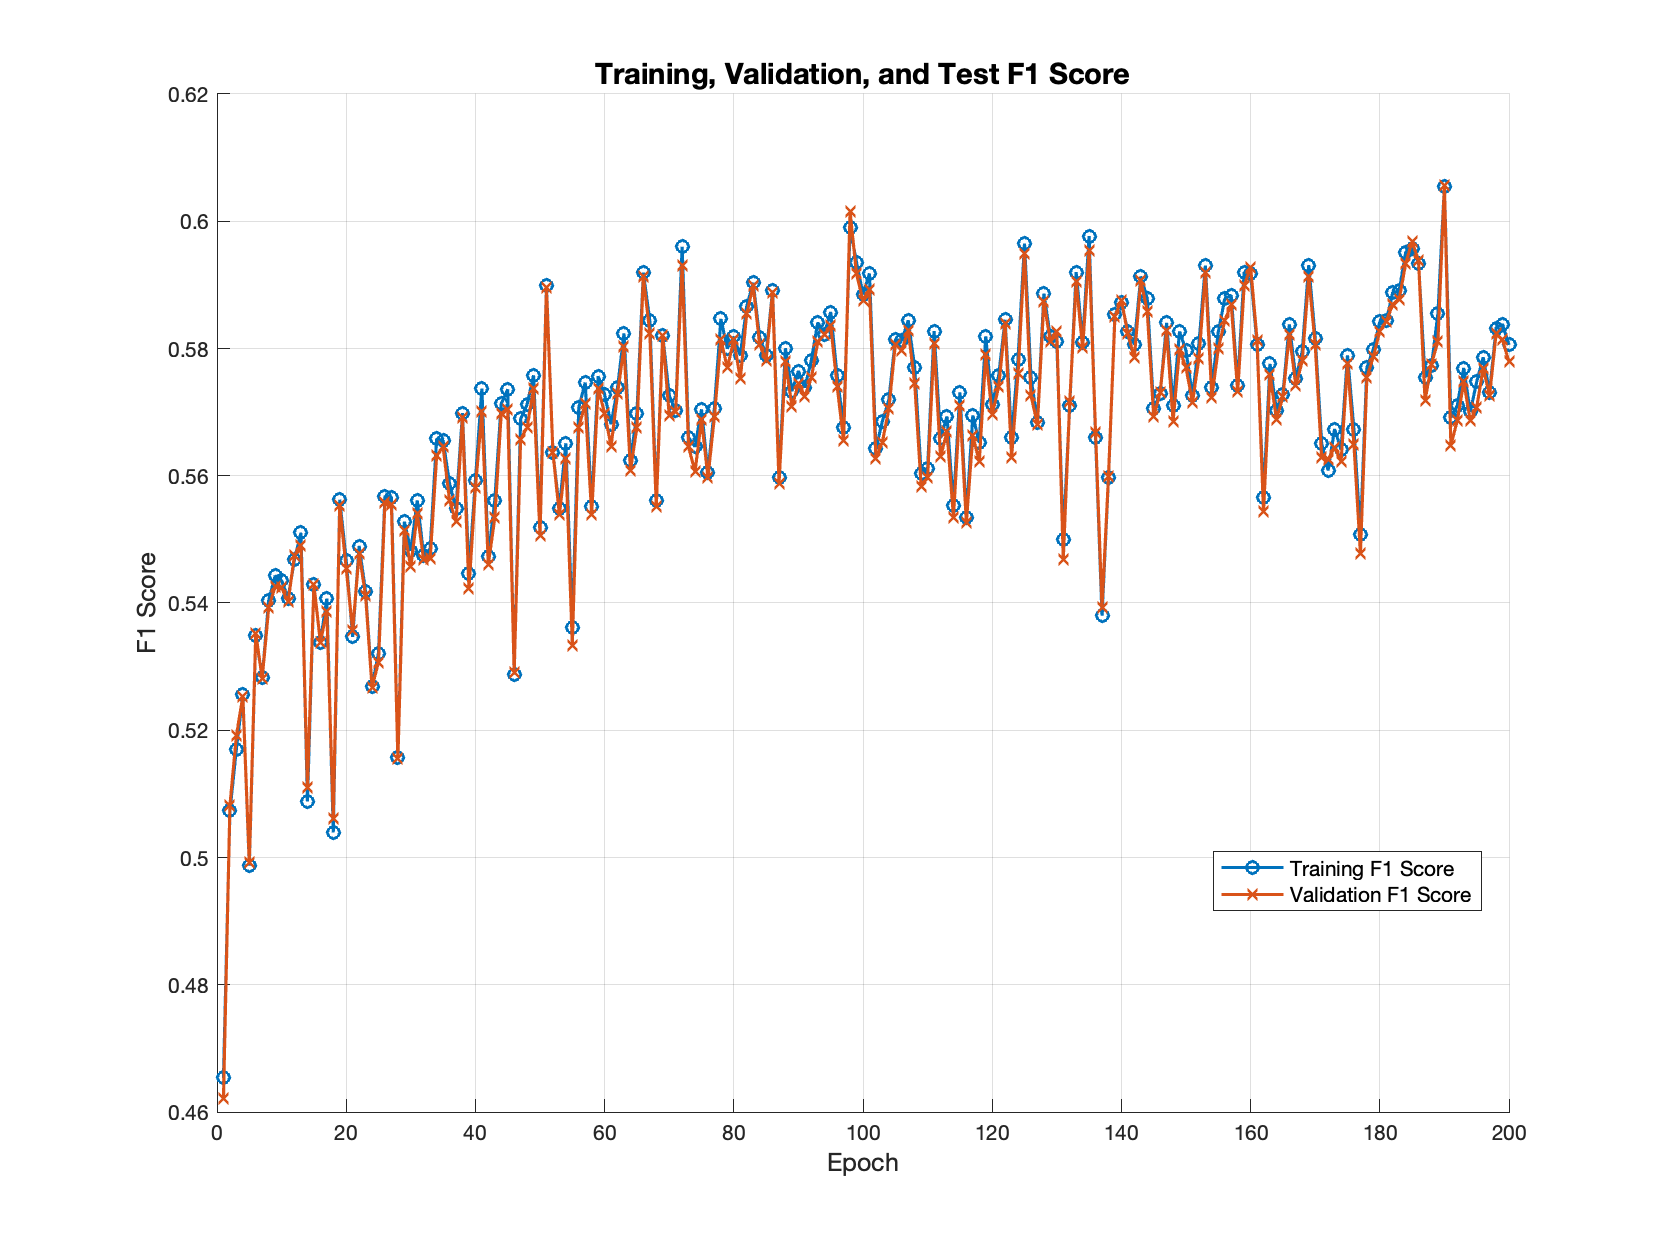 Training, Validation, and Test F1 Score
0.62
0.6
0.58
0.56
0.54
0.52
0.5
0.48
0.46
F1 Score
Training F1 Score
Validation F1 Score
0 20 40 60 80 100 120 140 160 180 200
Epoch